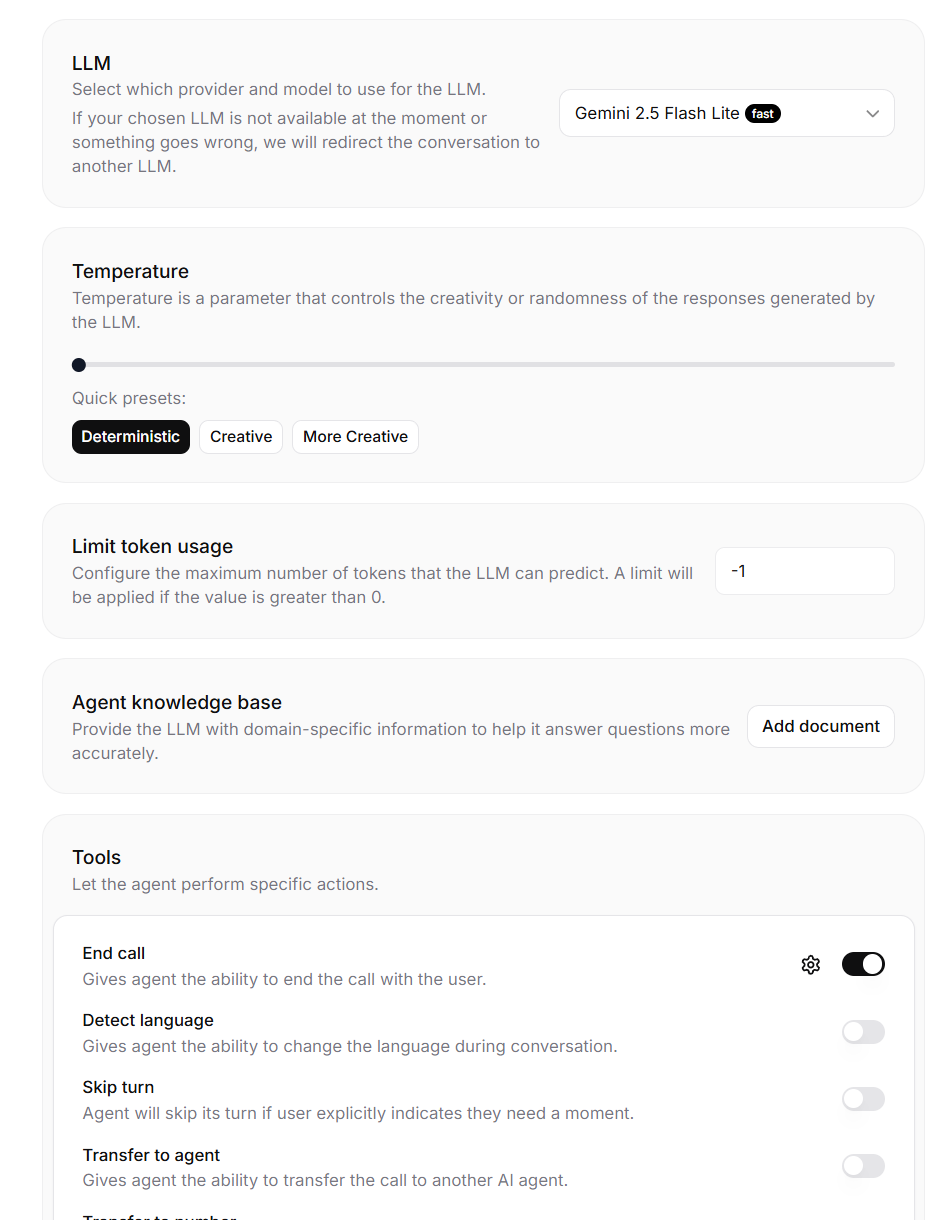 LLM
Select which provider and model to use for the LLM.
If your chosen LLM is not available at the moment or
something goes wrong, we will redirect the conversation to
another LLM.
Gemini 2.5 Flash Lite fast
Temperature
Temperature is a parameter that controls the creativity or randomness of the responses generated by
the LLM.
Quick presets:
Deterministic Creative More Creative
Limit token usage
Configure the maximum number of tokens that the LLM can predict. A limit will
be applied if the value is greater than 0.
-1
Agent knowledge base
Provide the LLM with domain-specific information to help it answer questions more
accurately.
Add document
Tools
Let the agent perform specific actions.
End call
Gives agent the ability to end the call with the user.
Detect language
Gives agent the ability to change the language during conversation.
Skip turn
Agent will skip its turn if user explicitly indicates they need a moment.
Transfer to agent
Gives agent the ability to transfer the call to another AI agent.
Transfer to number